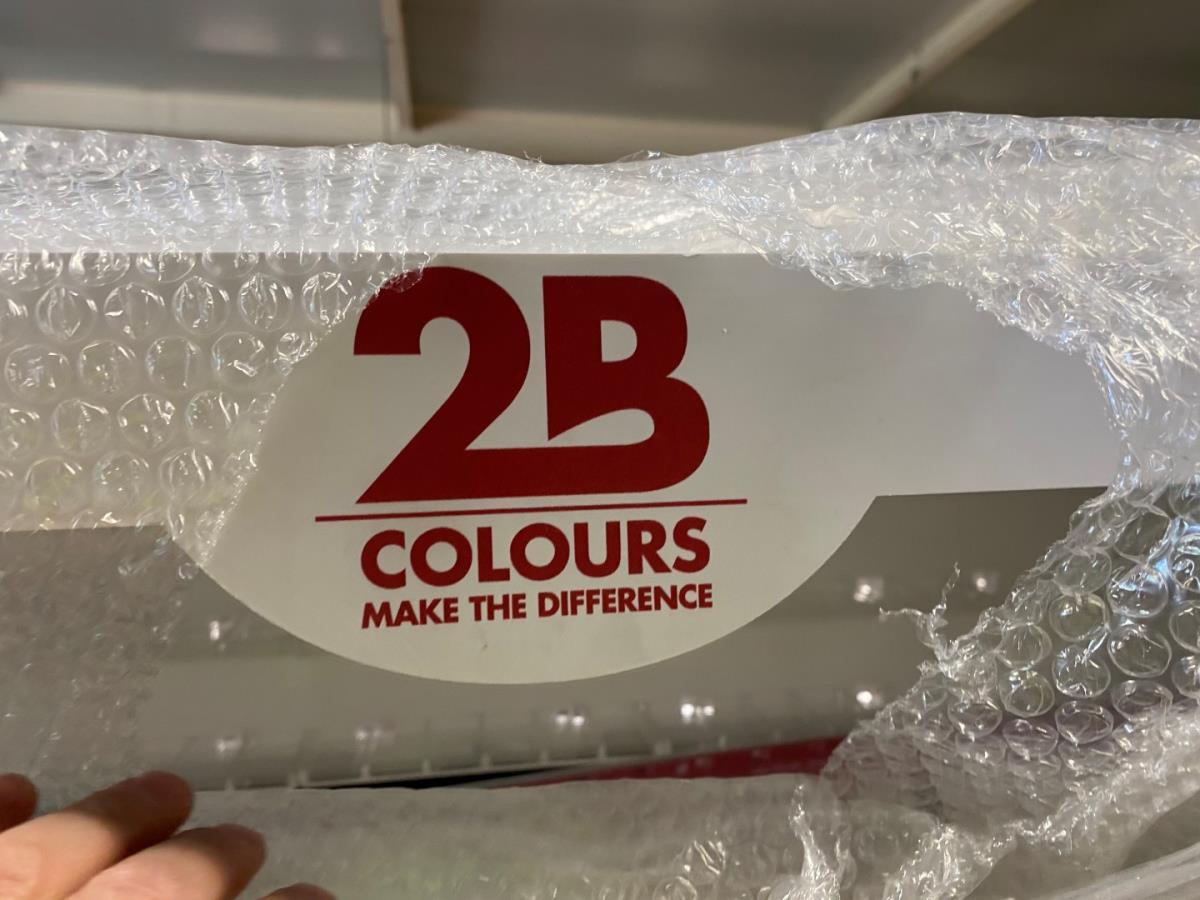 2B
COLOURS
MAKE THE DIFFERENCE